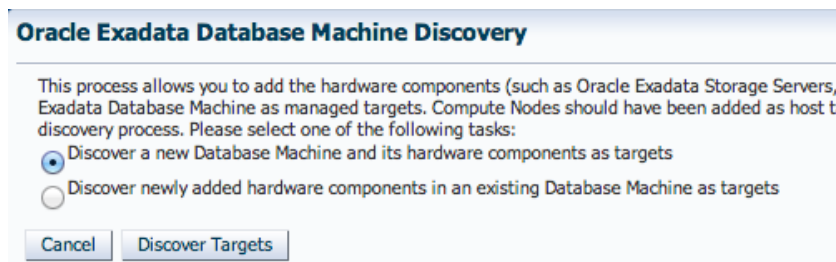 Oracle Exadata Database Machine Discovery
This process allows you to add the hardware components (such as Oracle Exadata Storage Servers,
Exadata Database Machine as managed targets. Compute Nodes should have been added as host
discovery process. Please select one of the following tasks:
Discover a new Database Machine and its hardware components as targets
Discover newly added hardware components in an existing Database Machine as targets
Cancel Discover Targets